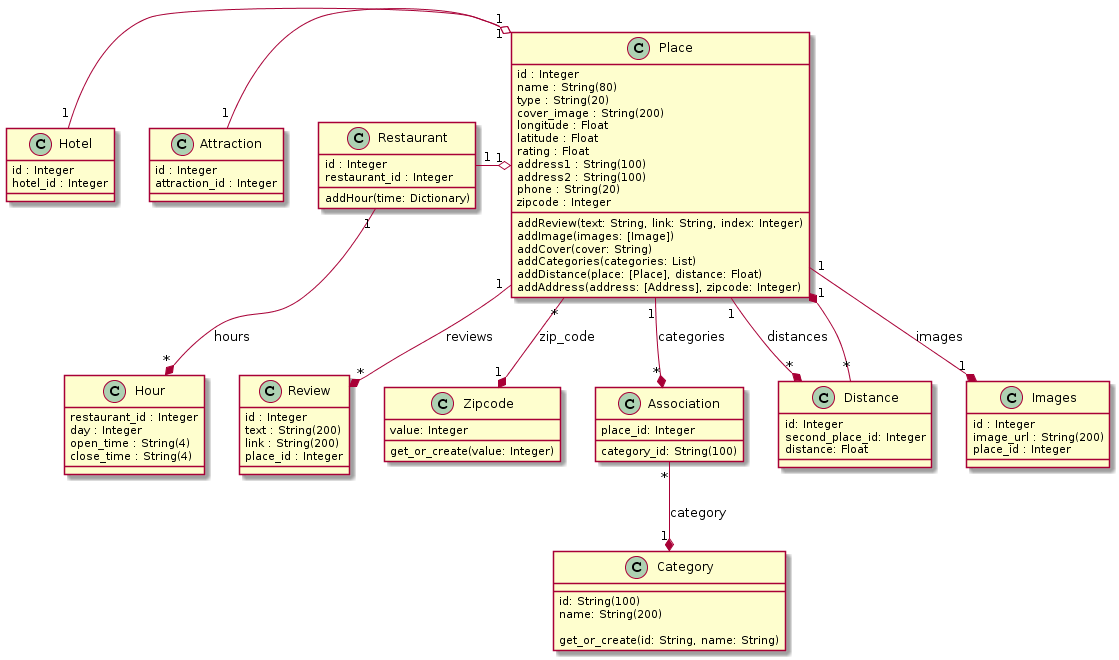 1
1
C Place
id : Integer
name : String(80)
type : String(20)
cover_image : String(200)
longitude : Float
latitude : Float
rating : Float
address1 : String(100)
address2 : String(100)
phone : String(20)
zipcode : Integer
addReview(text: String, link: String, index: Integer)
addImage(images: [Image])
addCover(cover: String)
addCategories(categories: List)
addDistance(place: [Place], distance: Float)
addAddress(address: [Address], zipcode: Integer)
1
1
C Hotel
id : Integer
hotel_id : Integer
C Attraction
id : Integer
attraction_id : Integer
C Restaurant
id : Integer
restaurant_id : Integer
addHour(time: Dictionary)
1 1
1
1
*
1
1
1
1
hours
reviews
zip_code
categories
distances
images
*
*
1
*
*
*
1
C Hour
restaurant_id : Integer
day : Integer
open_time : String(4)
close_time : String(4)
C Review
id : Integer
text : String(200)
link : String(200)
place_id : Integer
C Zipcode
value: Integer
get_or_create(value: Integer)
C Association
place_id: Integer
category_id: String(100)
C Distance
id: Integer
second_place_id: Integer
distance: Float
C Images
id : Integer
image_url : String(200)
place_id : Integer
*
category
1
C Category
id: String(100)
name: String(200)
get_or_create(id: String, name: String)